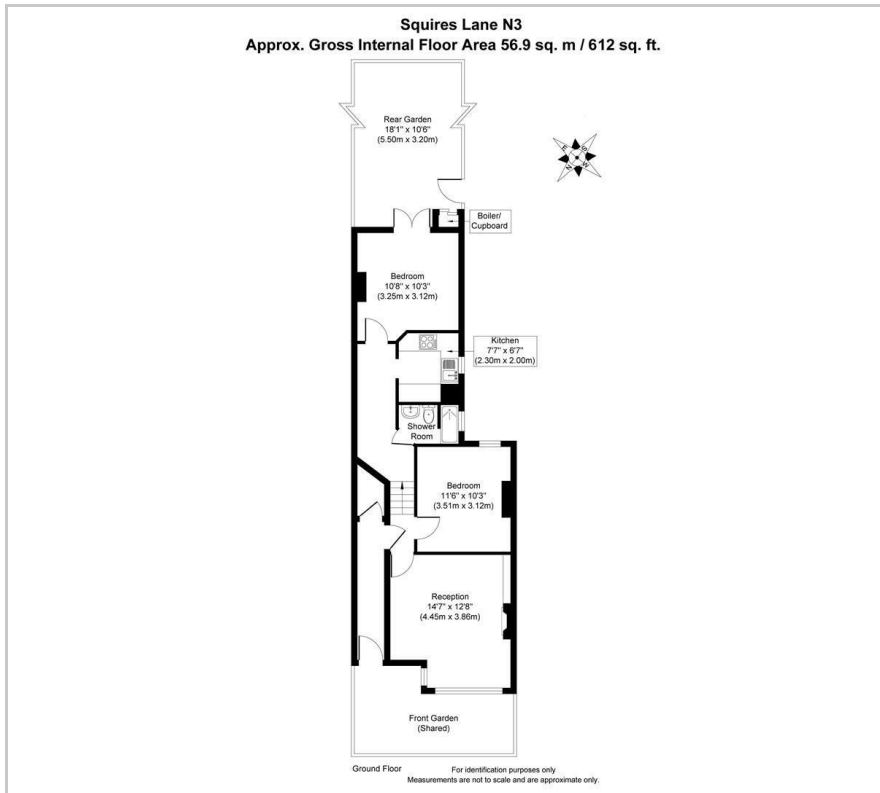 Squires Lane N3
Approx. Gross Internal Floor Area 56.9 sq. m / 612 sq. ft.
Rear Garden
18'1" x 10'6"
(5.50m x 3.20m)
E
S
N
W
Boiler/
Cupboard
Bedroom
10'8" x 10'3"
(3.25m x 3.12m)
Kitchen
7'7" x 6'7"
(2.30m x 2.00m)
Shower
Room
Bedroom
11'6" x 10'3"
(3.51m x 3.12m)
Reception
14'7" x 12'8"
(4.45m x 3.86m)
Front Garden
(Shared)
Ground Floor
For identification purposes only
Measurements are not to scale and are approximate only.